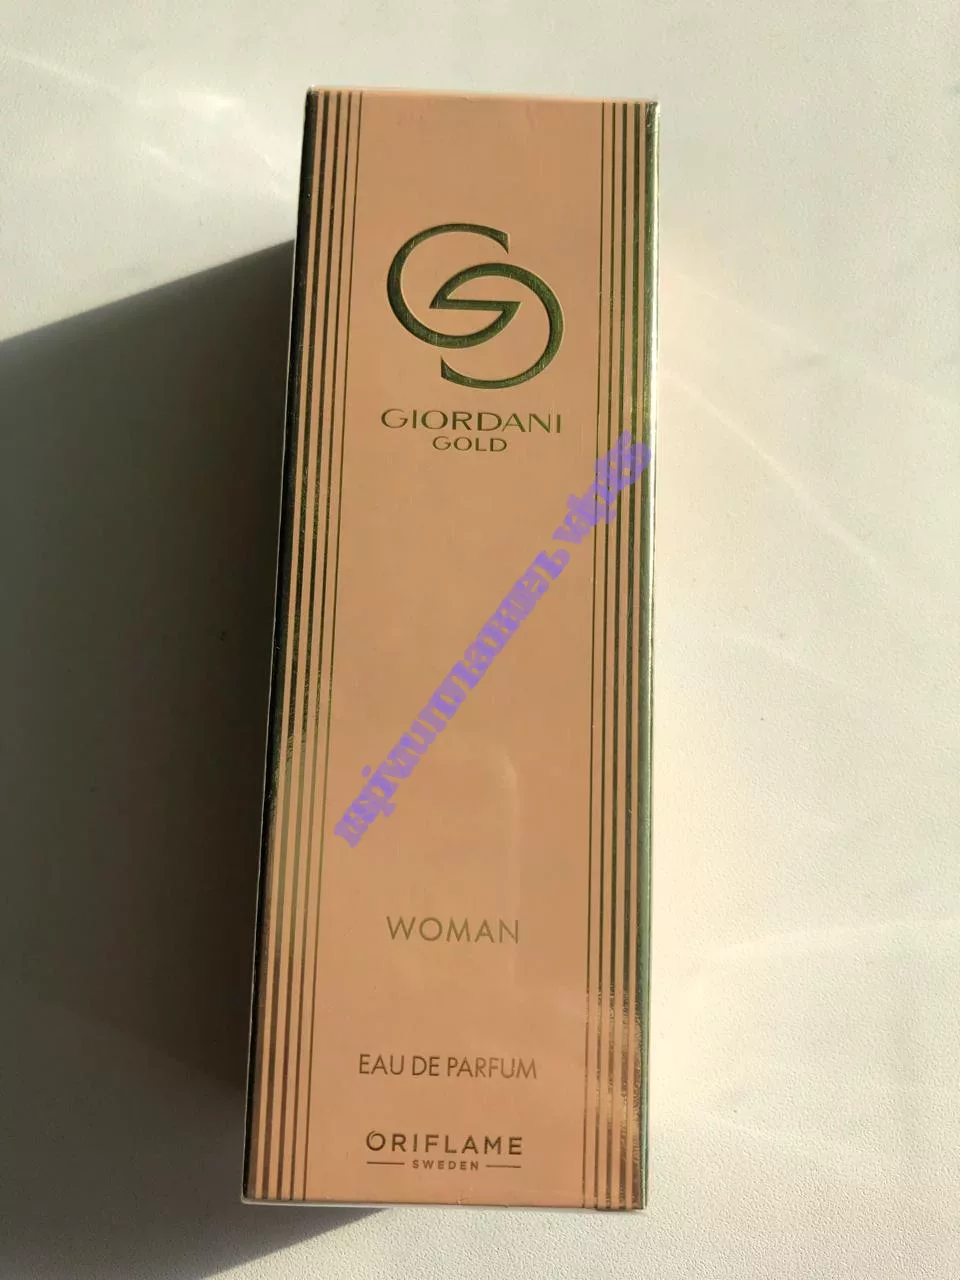 GIORDANI
GOLD
WOMAN
EAU DE PARFUM
ORIFLAME
SWEDEN